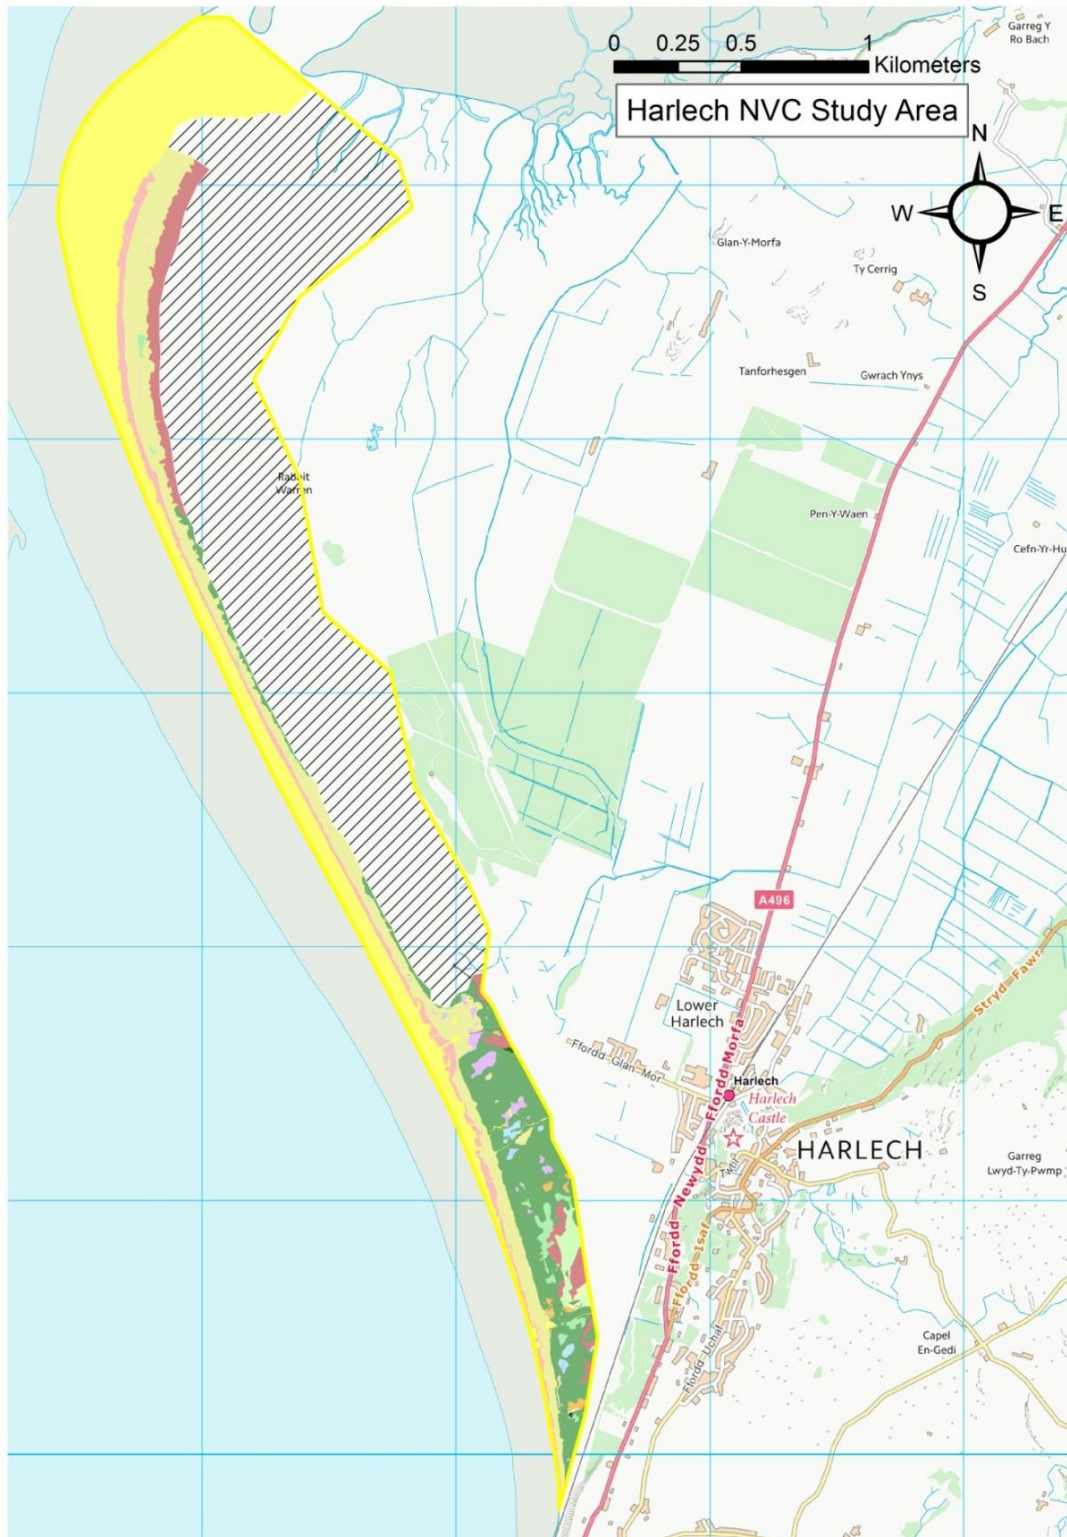 Garreg Y
Ro Bach
0 0.25 0.5 1
Kilometers
Harlech NVC Study Area
N
W E
S
Glan-Y-Morfa
Ty Cerrig
Tanforhesgen
Gwrach Ynys
Rabbit
Warren
Pen-Y-Waen
Cefn-Yr-Hu
A496
Stryd Fawr
Lower
Harlech
Ffordd Glan Mor
Ffordd Newydd
Ffordd Morfa
Harlech
Harlech
Castle
Twtil
HARLECH
Garreg
Lwyd-Ty-Pwmp
Ffordd Isaf
Ffordd Uchaf
Capel
En-Gedi